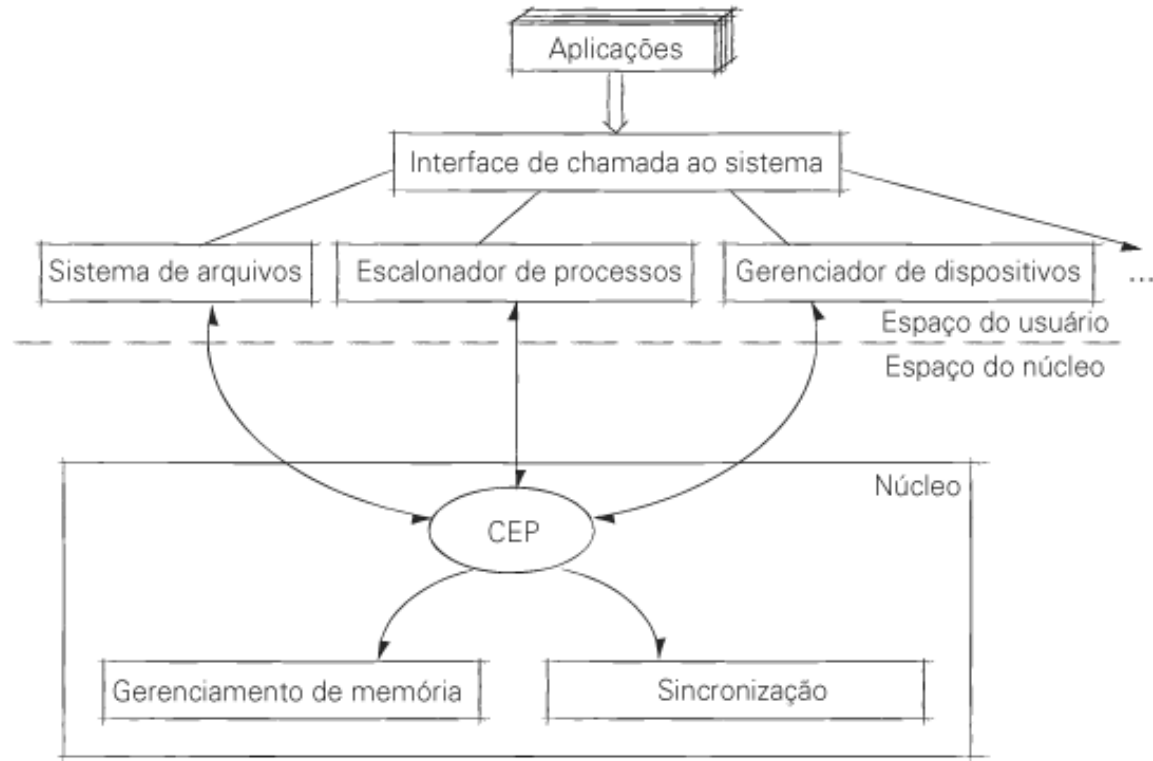 Aplicações
Interface de chamada ao sistema
Sistema de arquivos
Escalonador de processos
Gerenciador de dispositivos
...
Espaço do usuário
Espaço do núcleo
Núcleo
CEP
Gerenciamento de memória
Sincronização